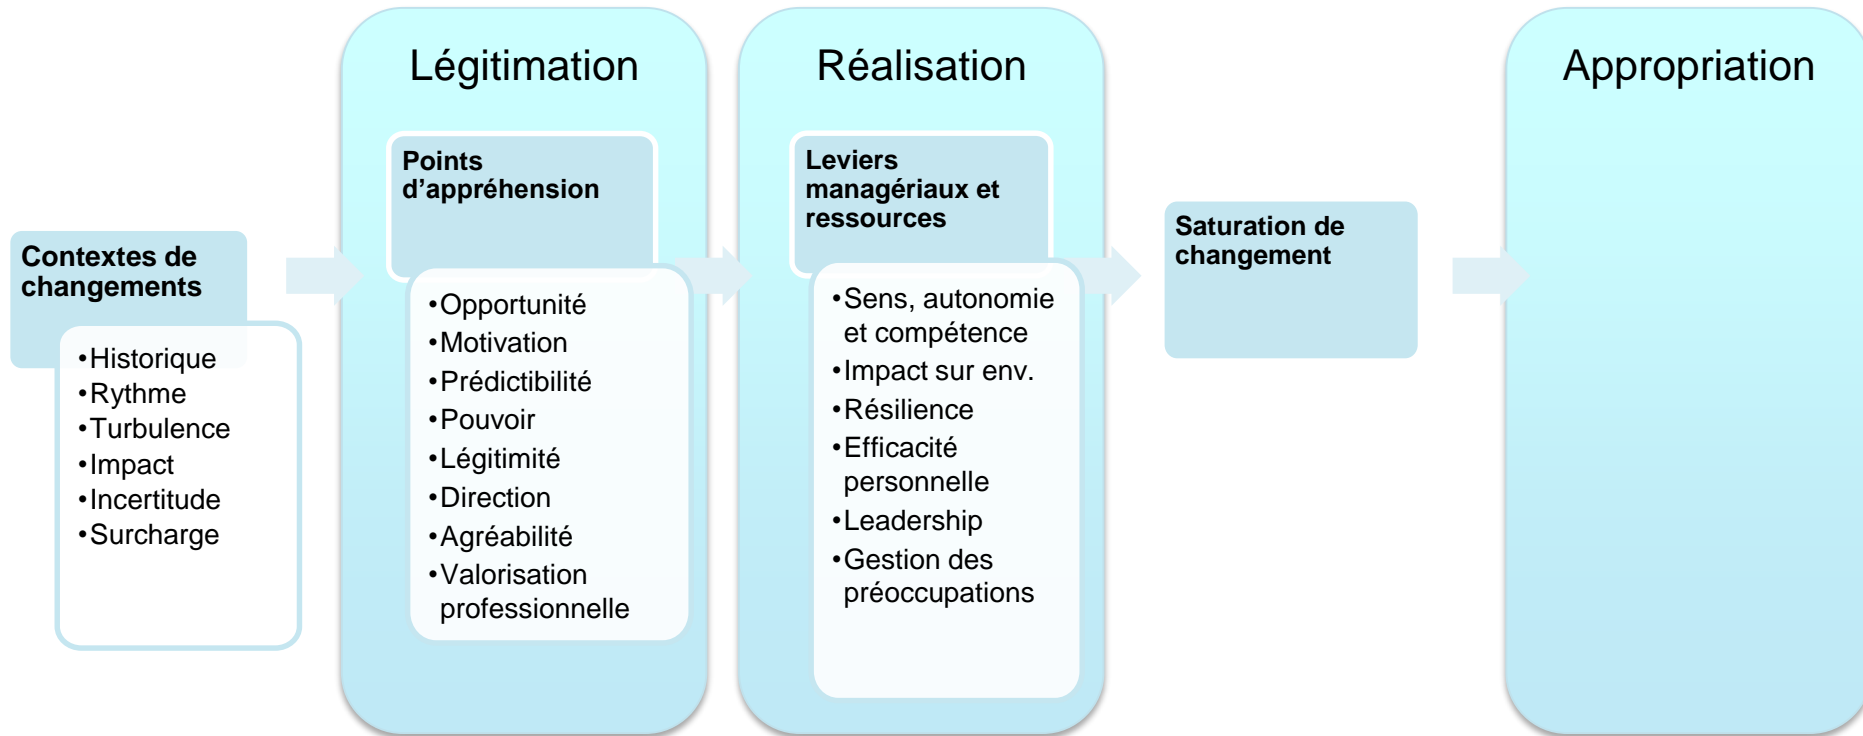 Contextes de
changements
•Historique
•Rythme
•Turbulence
•Impact
•Incertitude
•Surcharge
Légitimation
Points
d’appréhension
•Opportunité
•Motivation
•Prédictibilité
•Pouvoir
•Légitimité
•Direction
•Agréabilité
•Valorisation
professionnelle
Réalisation
Leviers
managériaux et
ressources
•Sens, autonomie
et compétence
•Impact sur env.
•Résilience
•Efficacité
personnelle
•Leadership
•Gestion des
préoccupations
Saturation de
changement
Appropriation